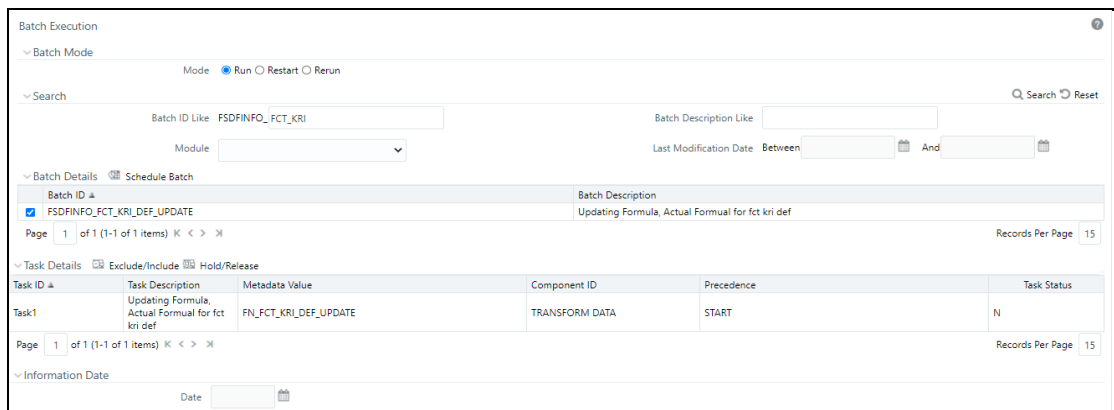 Batch Execution
Batch Mode
Mode Run Restart Rerun
Search Search Reset
Batch ID Like FSDFINFO_ FCT_KRI Batch Description Like
Module Last Modification Date Between And
Batch Details Schedule Batch
Batch ID Batch Description
FSDFINFO_FCT_KRI_DEF_UPDATE Updating Formula, Actual Formual for fct kri def
Page 1 of 1 (1-1 of 1 items) Records Per Page 15
Task Details Exclude/Include Hold/Release
Task ID Task Description Metadata Value Component ID Precedence Task Status
Updating Formula,
Task1 Actual Formual for fct FN_FCT_KRI_DEF_UPDATE TRANSFORM DATA START N
kri def
Page 1 of 1 (1-1 of 1 items) Records Per Page 15
Information Date
Date